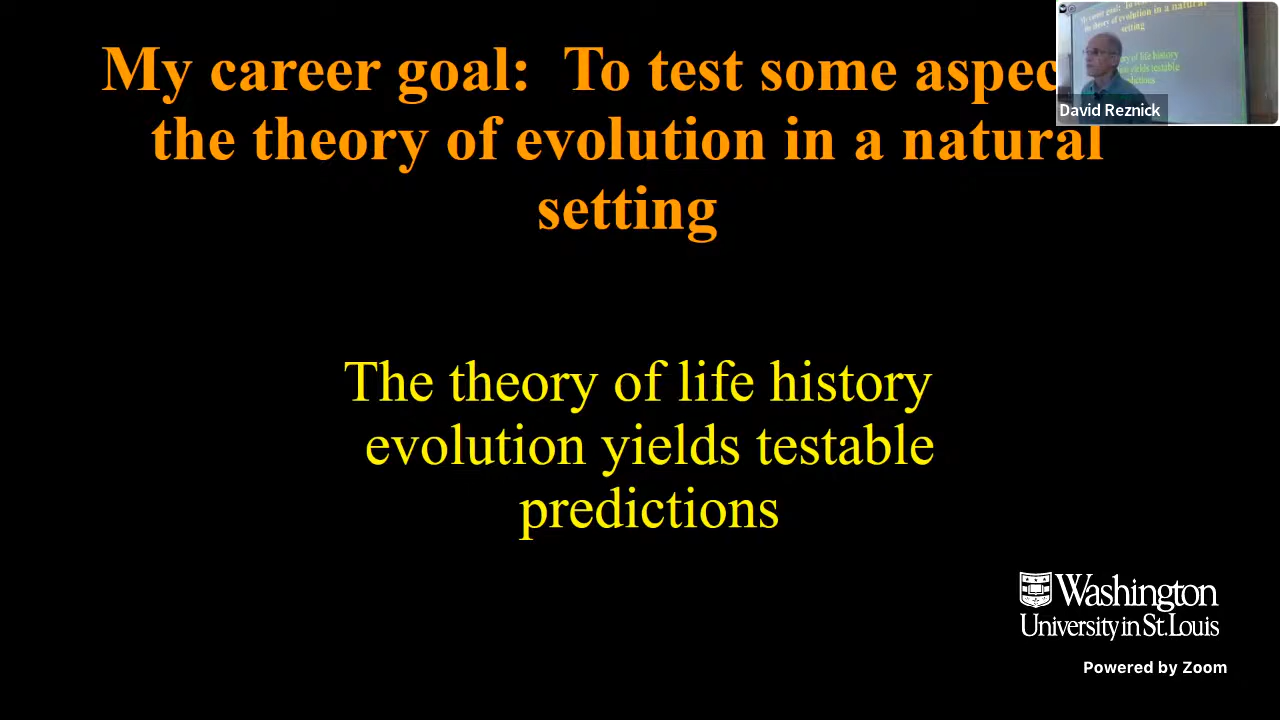 My career goal: To test some aspec
the theory of evolution in a natural
setting
The theory of life history
evolution yields testable
predictions
David Reznick
Washington
University in St. Louis
Powered by Zoom